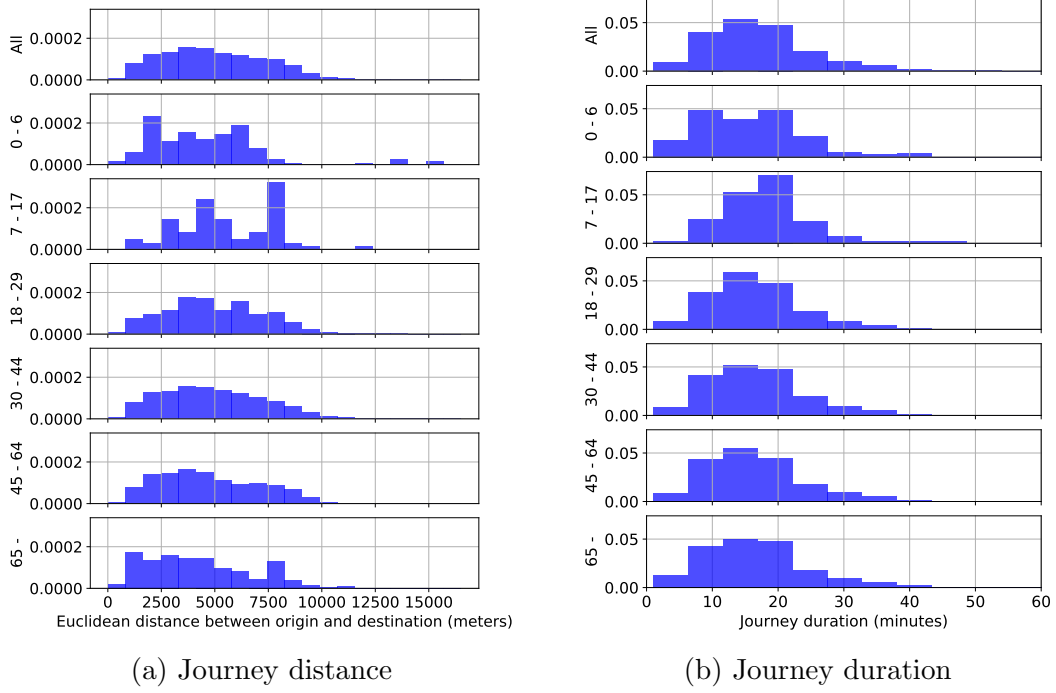 All
0.0002
0.0000
0 - 6
0.0002
0.0000
7 - 17
0.0002
0.0000
18 - 29
0.0002
0.0000
30 - 44
0.0002
0.0000
45 - 64
0.0002
0.0000
65 -
0.0002
0.0000
0 2500 5000 7500 10000 12500 15000
Euclidean distance between origin and destination (meters)
(a) Journey distance
All
0.05
0.00
0 - 6
0.05
0.00
7 - 17
0.05
0.00
18 - 29
0.05
0.00
30 - 44
0.05
0.00
45 - 64
0.05
0.00
65 -
0.05
0.00
0 10 20 30 40 50 60
Journey duration (minutes)
(b) Journey duration